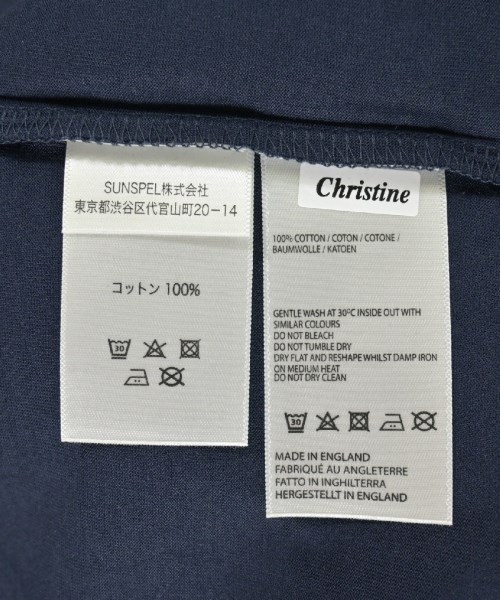 SUNSPEL株式会社
東京都渋谷区代官山町20-14
コットン 100%
30
Christine
100% COTTON / COTON / COTONE /
BAUMWOLLE / KATOEN
GENTLE WASH AT 30ºC INSIDE OUT WITH
SIMILAR COLOURS
DO NOT BLEACH
DO NOT TUMBLE DRY
DRY FLAT AND RESHAPE WHILST DAMP IRON
ON MEDIUM HEAT
DO NOT DRY CLEAN
30
MADE IN ENGLAND
FABRIQUÉ AU ANGLETERRE
FATTO IN INGHILTERRA
HERGESTELLT IN ENGLAND